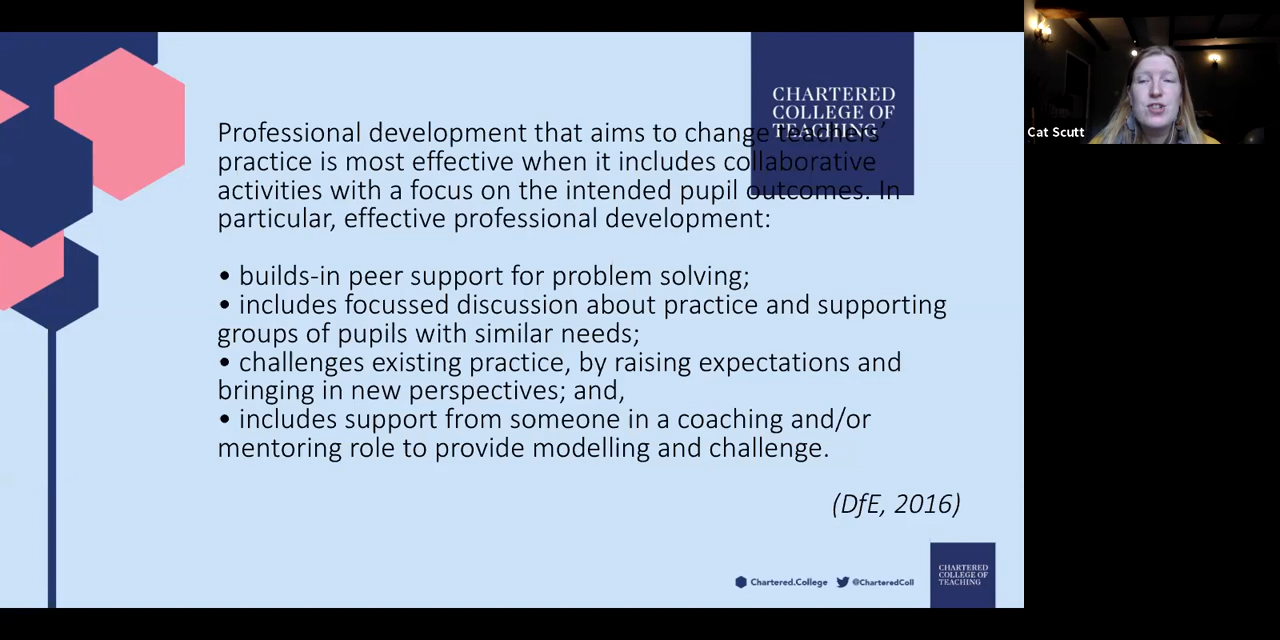 CHARTERED
COLLEGE OF
TEACHING
Professional development that aims to change teachers'
practice is most effective when it includes collaborative
activities with a focus on the intended pupil outcomes. In
particular, effective professional development:
• builds-in peer support for problem solving;
• includes focussed discussion about practice and supporting
groups of pupils with similar needs;
• challenges existing practice, by raising expectations and
bringing in new perspectives; and,
• includes support from someone in a coaching and/or
mentoring role to provide modelling and challenge.
(DfE, 2016)
Chartered.College
@CharteredColl
CHARTERED
COLLEGE OF
TEACHING
Cat Scutt